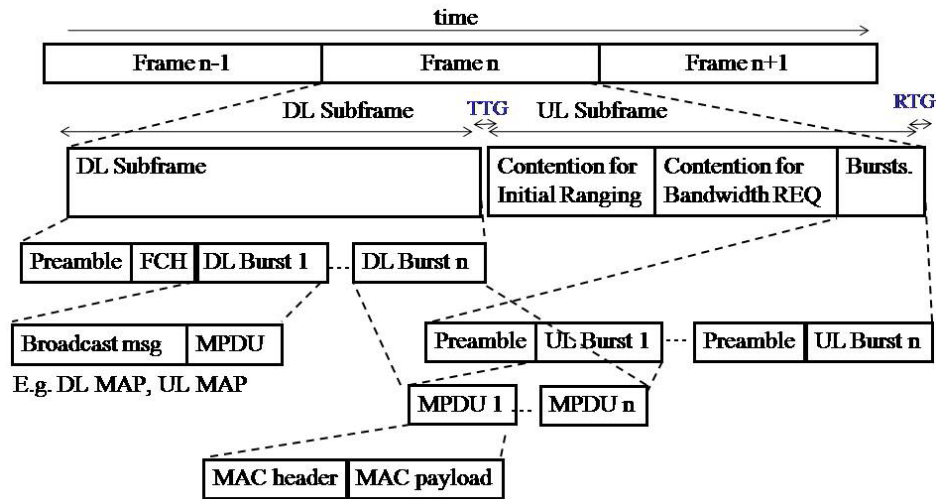 time
Frame n-1 Frame n Frame n+1
DL Subframe TTG UL Subframe RTG
DL Subframe Contention for Initial Ranging Contention for Bandwidth REQ Bursts.
Preamble FCH DL Burst 1 DL Burst n
Broadcast msg MPDU Preamble UL Burst 1 Preamble UL Burst n
E.g. DL MAP, UL MAP
MPDU 1 MPDU n
MAC header MAC payload